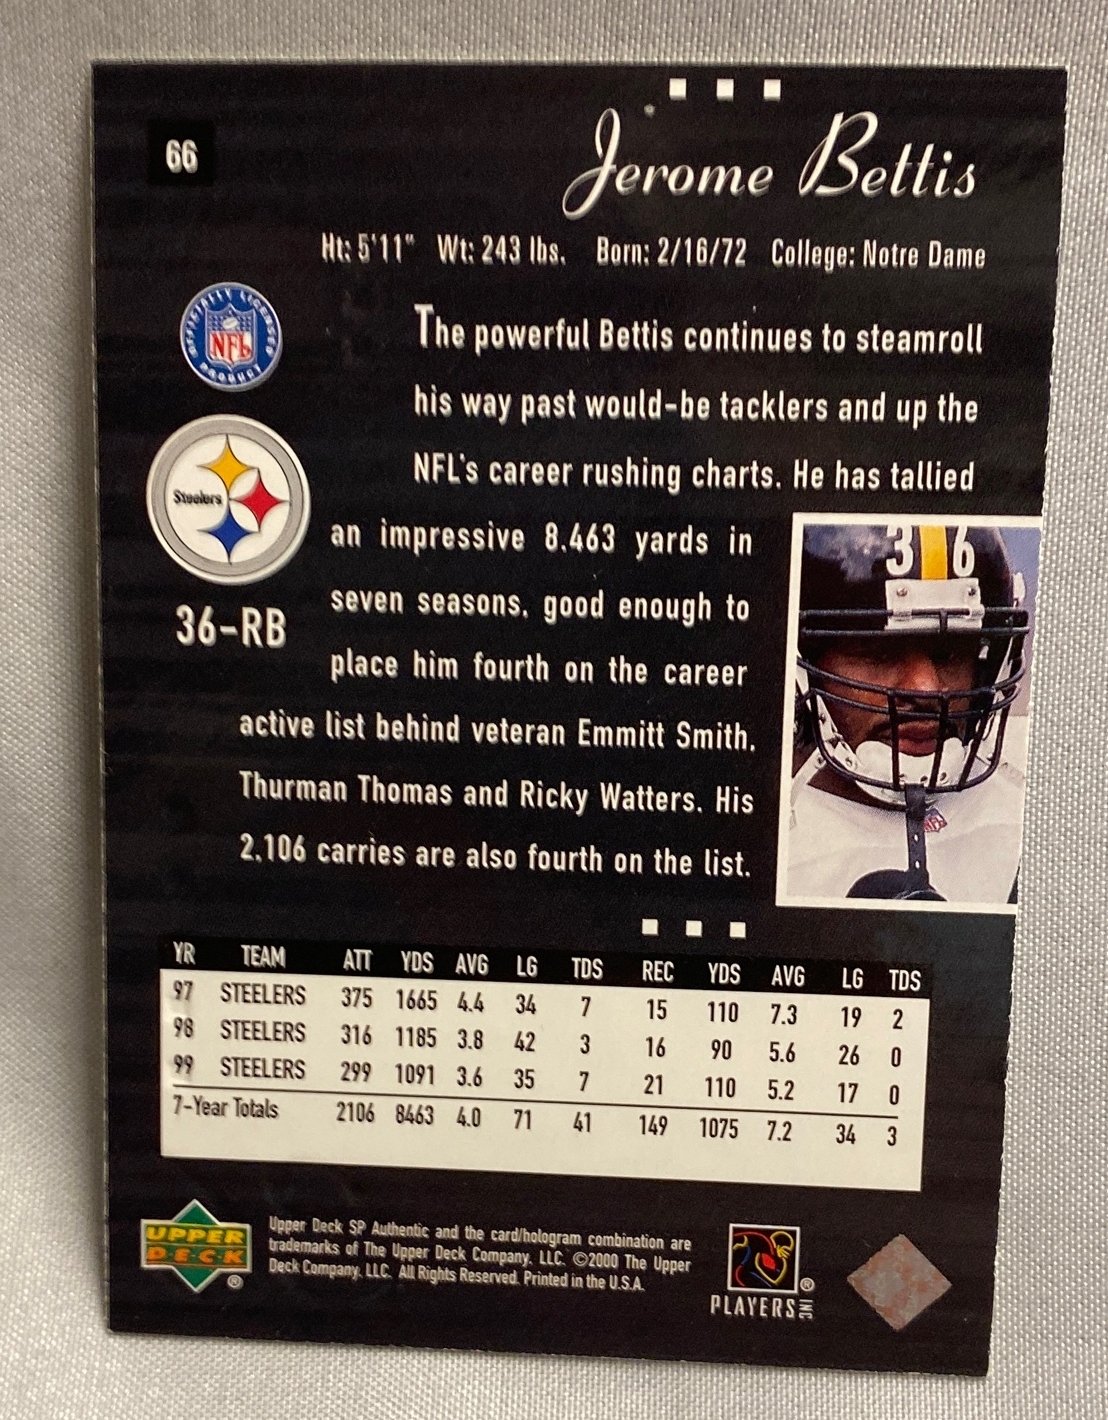 66
Jerome Bettis
Ht: 5'11" Wt: 243 lbs. Born: 2/16/72 College: Notre Dame
OFFICIALLY LICENSED
NFL
PRODUCT
Steelers
36-RB
The powerful Bettis continues to steamroll
his way past would-be tacklers and up the
NFL's career rushing charts. He has tallied
an impressive 8,463 yards in
seven seasons, good enough to
place him fourth on the career
active list behind veteran Emmitt Smith,
Thurman Thomas and Ricky Watters. His
2,106 carries are also fourth on the list.
36
NFL
YR TEAM ATT YDS AVG LG TDS REC YDS AVG LG TDS
97 STEELERS 375 1665 4.4 34 7 15 110 7.3 19 2
98 STEELERS 316 1185 3.8 42 3 16 90 5.6 26 0
99 STEELERS 299 1091 3.6 35 7 21 110 5.2 17 0
7-Year Totals 2106 8463 4.0 71 41 149 1075 7.2 34 3
UPPER
DECK
®
Upper Deck SP Authentic and the card/hologram combination are
trademarks of The Upper Deck Company, LLC. ©2000 The Upper
Deck Company, LLC. All Rights Reserved. Printed in the U.S.A.
®
PLAYERS INC